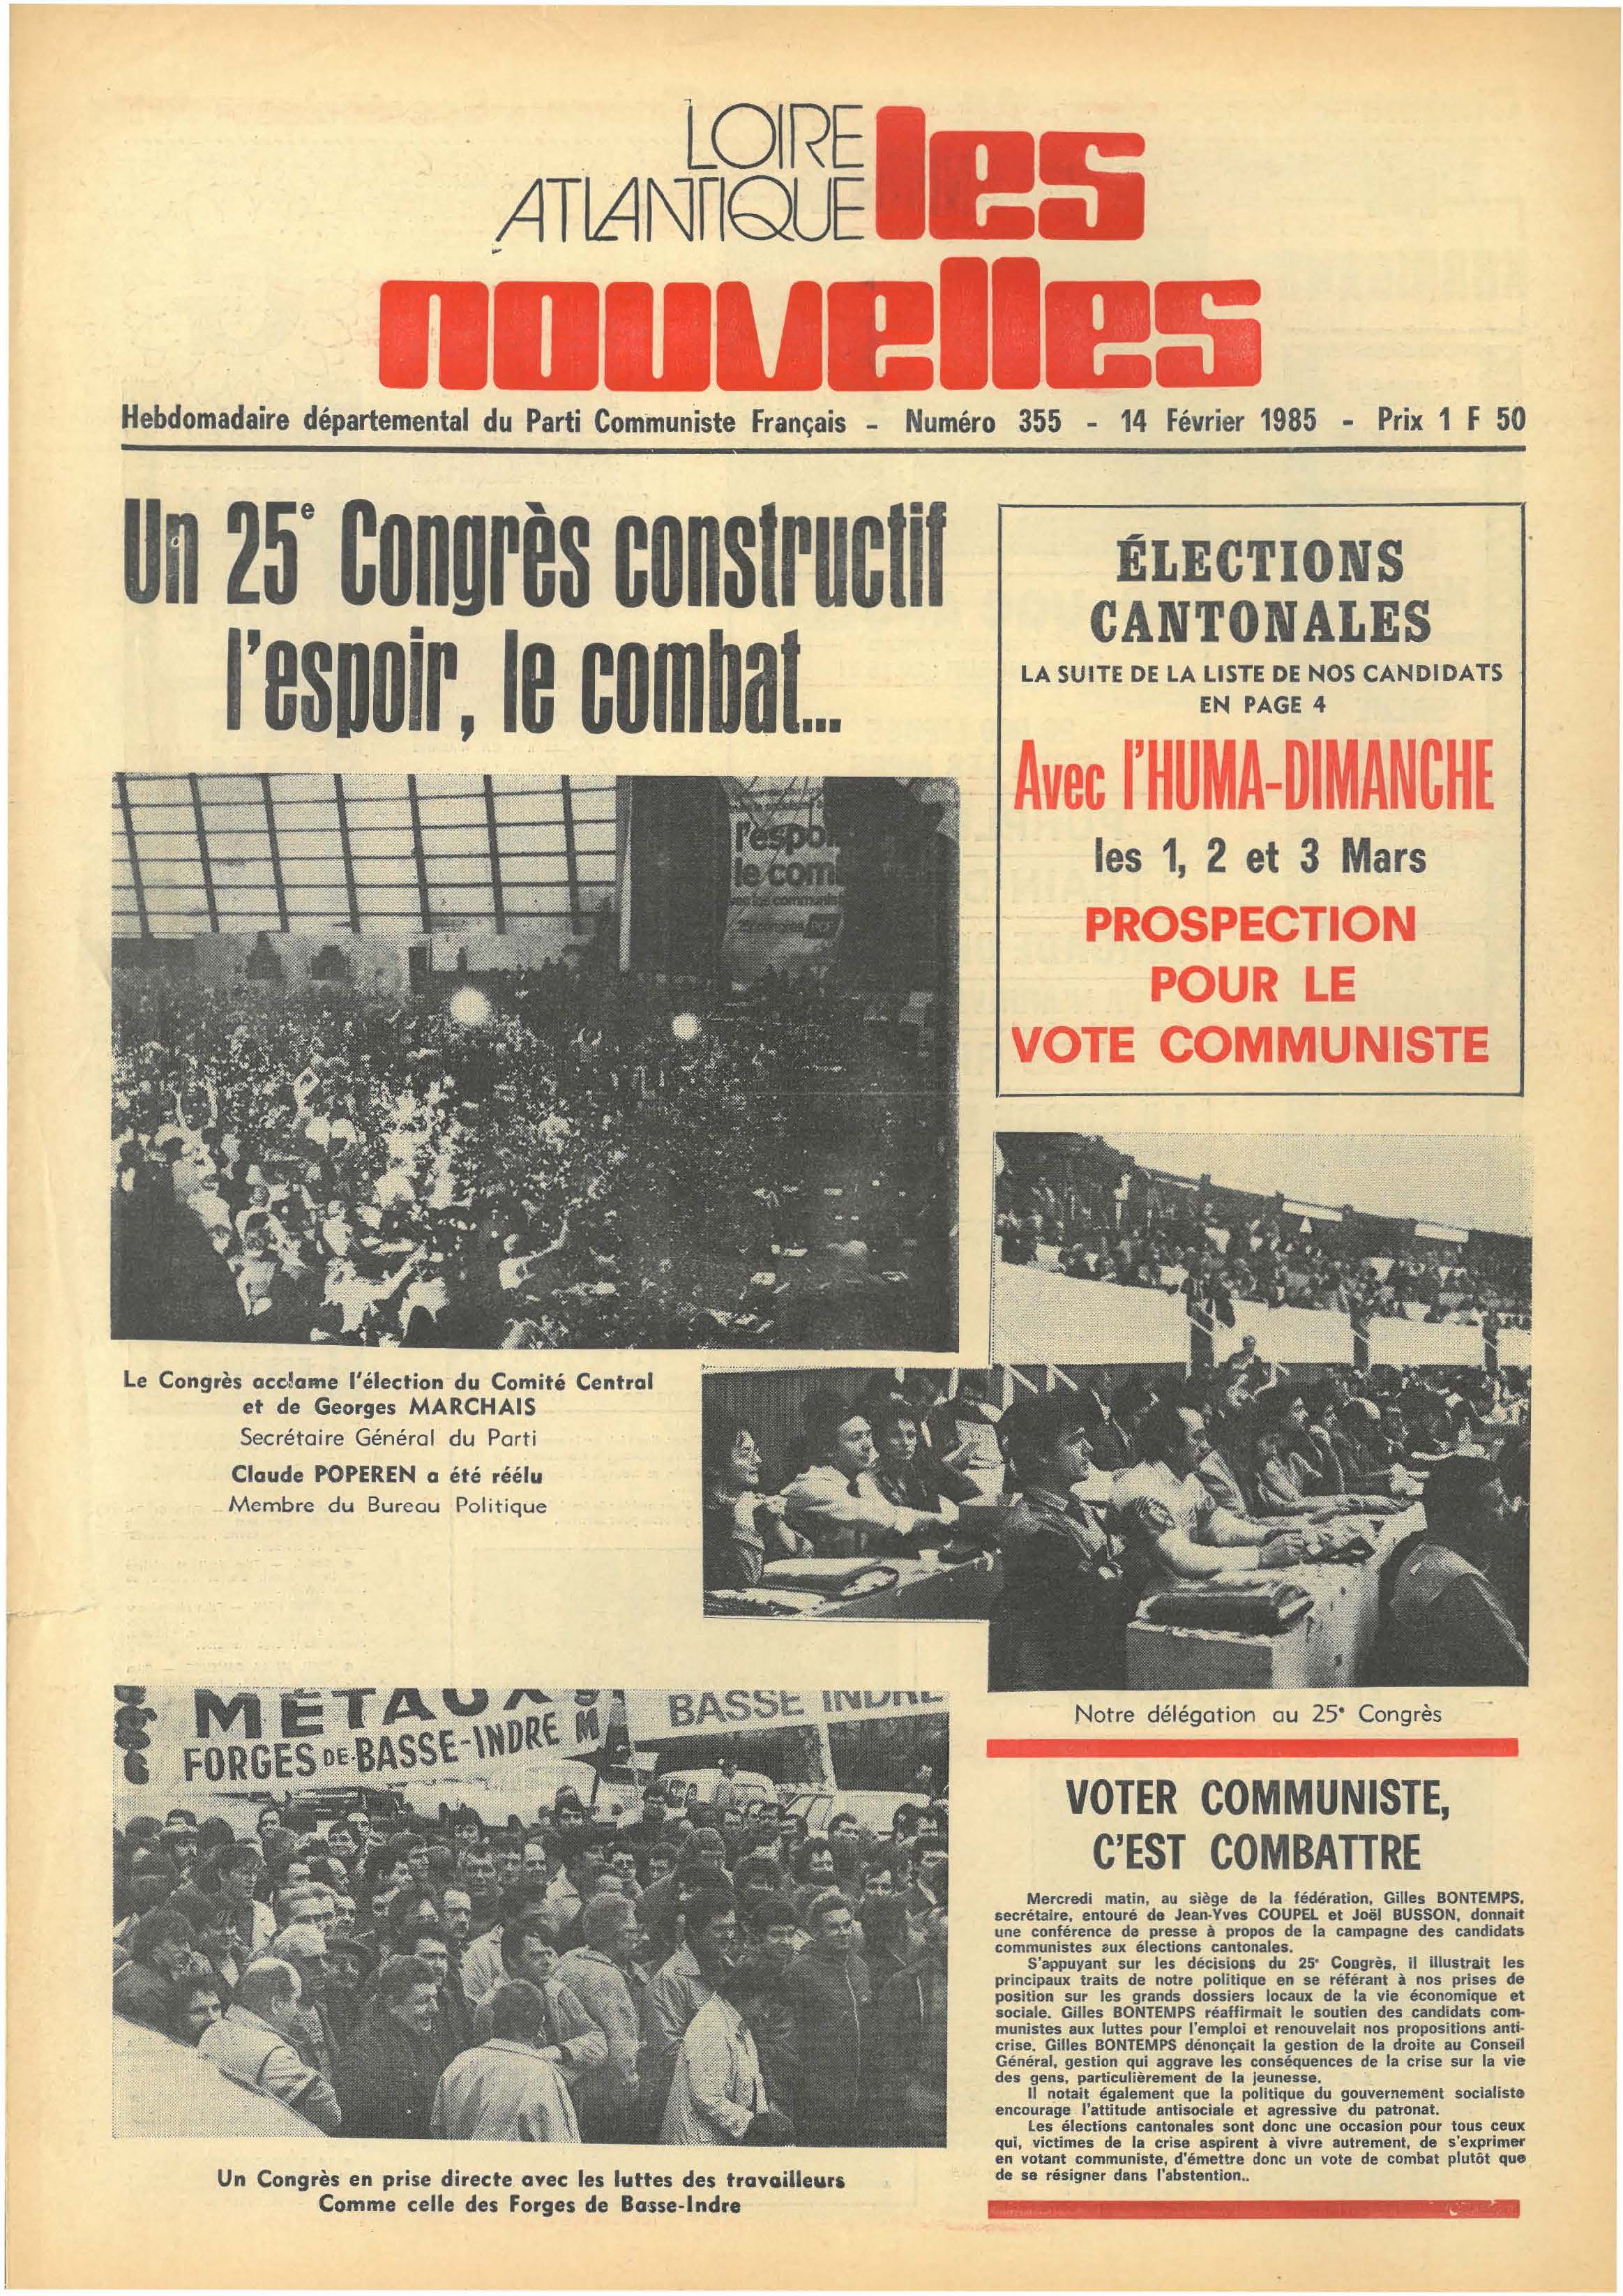 LOIRE
ATLANTIQUE
les
nouvelles
Hebdomadaire départemental du Parti Communiste Français - Numéro 355 - 14 Février 1985 - Prix 1 F 50
Un 25e Congrès constructif
l'espoir, le combat...
ÉLECTIONS
CANTONALES
LA SUITE DE LA LISTE DE NOS CANDIDATS
EN PAGE 4
Avec l'HUMA-DIMANCHE
les 1, 2 et 3 Mars
PROSPECTION
POUR LE
VOTE COMMUNISTE
l'espoi
le com
Le Congrès acclame l'élection du Comité Central
et de Georges MARCHAIS
Secrétaire Général du Parti
Claude POPEREN a été réélu
Membre du Bureau Politique
Notre délégation au 25e Congrès
MÉTAUX
FORGES DE-BASSE-INDRE
BASSE INDRE
Un Congrès en prise directe avec les luttes des travailleurs
Comme celle des Forges de Basse-Indre
VOTER COMMUNISTE,
C'EST COMBATTRE
Mercredi matin, au siège de la fédération, Gilles BONTEMPS,
secrétaire, entouré de Jean-Yves COUPEL et Joël BUSSON, donnait
une conférence de presse à propos de la campagne des candidats
communistes aux élections cantonales.
S'appuyant sur les décisions du 25e Congrès, il illustrait les
principaux traits de notre politique en se référant à nos prises de
position sur les grands dossiers locaux de la vie économique et
sociale. Gilles BONTEMPS réaffirmait le soutien des candidats com-
munistes aux luttes pour l'emploi et renouvelait nos propositions anti-
crise. Gilles BONTEMPS dénonçait la gestion de la droite au Conseil
Général, gestion qui aggrave les conséquences de la crise sur la vie
des gens, particulièrement de la jeunesse.
Il notait également que la politique du gouvernement socialiste
encourage l'attitude antisociale et agressive du patronat.
Les élections cantonales sont donc une occasion pour tous ceux
qui, victimes de la crise aspirent à vivre autrement, de s'exprimer
en votant communiste, d'émettre donc un vote de combat plutôt que
de se résigner dans l'abstention..